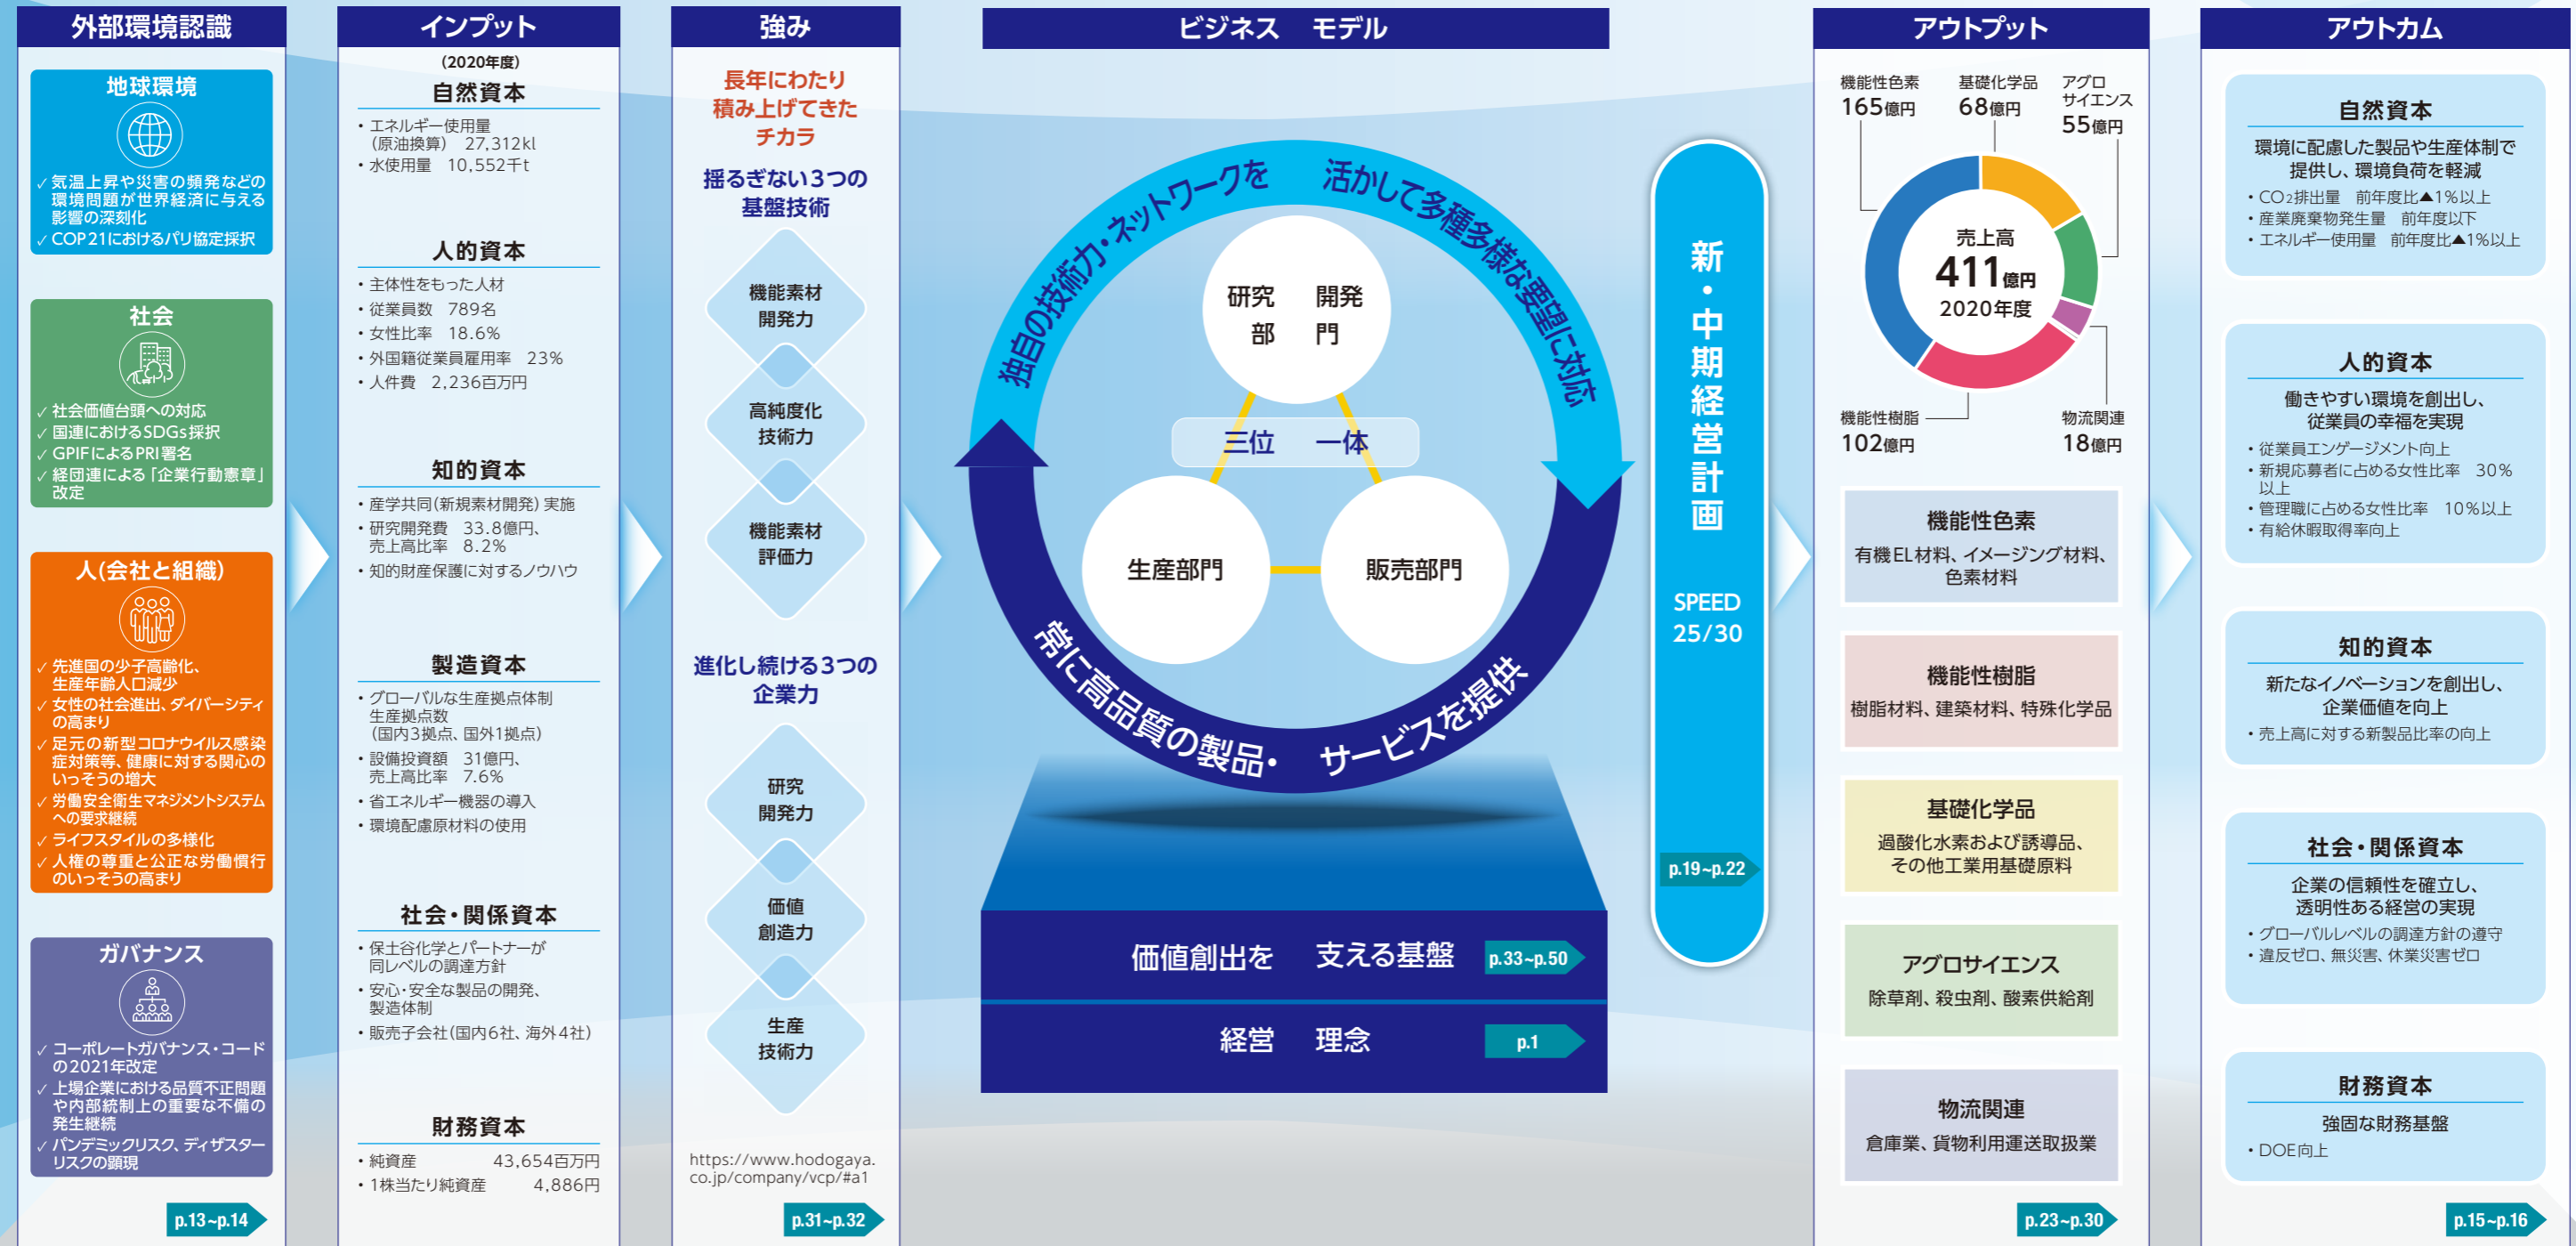 外部環境認識
地球環境
✓気温上昇や災害の頻発などの
環境問題が世界経済に与える
影響の深刻化
✓COP21におけるパリ協定採択
社会
✓社会価値台頭への対応
✓国連におけるSDGs採択
✓GPIFによるPRI署名
✓経団連による「企業行動憲章」
改定
人(会社と組織)
✓先進国の少子高齢化、
生産年齢人口減少
✓女性の社会進出、ダイバーシティ
の高まり
✓足元の新型コロナウイルス感染
症対策等、健康に対する関心の
いっそうの増大
✓労働安全衛生マネジメントシステム
への要求継続
✓ライフスタイルの多様化
✓人権の尊重と公正な労働慣行
のいっそうの高まり
ガバナンス
✓コーポレートガバナンス・コード
の2021年改定
✓上場企業における品質不正問題
や内部統制上の重要な不備の
発生継続
✓パンデミックリスク、ディザスター
リスクの顕現
p.13~p.14
インプット
(2020年度)
自然資本
・エネルギー使用量
(原油換算) 27,312kl
・水使用量 10,552千t
人的資本
・主体性をもった人材
・従業員数 789名
・女性比率 18.6%
・外国籍従業員雇用率 23%
・人件費 2,236百万円
知的資本
・産学共同(新規素材開発)実施
・研究開発費 33.8億円、
売上高比率 8.2%
・知的財産保護に対するノウハウ
製造資本
・グローバルな生産拠点体制
生産拠点数
(国内3拠点、国外1拠点)
・設備投資額 31億円、
売上高比率 7.6%
・省エネルギー機器の導入
・環境配慮原材料の使用
社会・関係資本
・保土谷化学とパートナーが
同レベルの調達方針
・安心・安全な製品の開発、
製造体制
・販売子会社(国内6社、海外4社)
財務資本
・純資産 43,654百万円
・1株当たり純資産 4,886円
強み
長年にわたり
積み上げてきた
チカラ
揺るぎない3つの
基盤技術
機能素材
開発力
高純度化
技術力
機能素材
評価力
進化し続ける3つの
企業力
研究
開発力
価値
創造力
生産
技術力
https://www.hodogaya.
co.jp/company/vcp/#a1
p.31~p.32
ビジネス モデル
独自の技術力・ネットワークを 活かして多種多様な要望に対応
研究 開発
部 門
三位 一体
生産部門
販売部門
常に高品質の製品・ サービスを提供
価値創出を 支える基盤
p.33~p.50
経営 理念
p.1
新・中期経営計画
SPEED
25/30
p.19~p.22
アウトプット
機能性色素
165億円
基礎化学品
68億円
アグロ
サイエンス
55億円
売上高
411億円
2020年度
機能性樹脂
102億円
物流関連
18億円
機能性色素
有機EL材料、イメージング材料、
色素材料
機能性樹脂
樹脂材料、建築材料、特殊化学品
基礎化学品
過酸化水素および誘導品、
その他工業用基礎原料
アグロサイエンス
除草剤、殺虫剤、酸素供給剤
物流関連
倉庫業、貨物利用運送取扱業
p.23~p.30
アウトカム
自然資本
環境に配慮した製品や生産体制で
提供し、環境負荷を軽減
・CO2排出量 前年度比▲1%以上
・産業廃棄物発生量 前年度以下
・エネルギー使用量 前年度比▲1%以上
人的資本
働きやすい環境を創出し、
従業員の幸福を実現
・従業員エンゲージメント向上
・新規応募者に占める女性比率 30%
以上
・管理職に占める女性比率 10%以上
・有給休暇取得率向上
知的資本
新たなイノベーションを創出し、
企業価値を向上
・売上高に対する新製品比率の向上
社会・関係資本
企業の信頼性を確立し、
透明性ある経営の実現
・グローバルレベルの調達方針の遵守
・違反ゼロ、無災害、休業災害ゼロ
財務資本
強固な財務基盤
・DOE向上
p.15~p.16